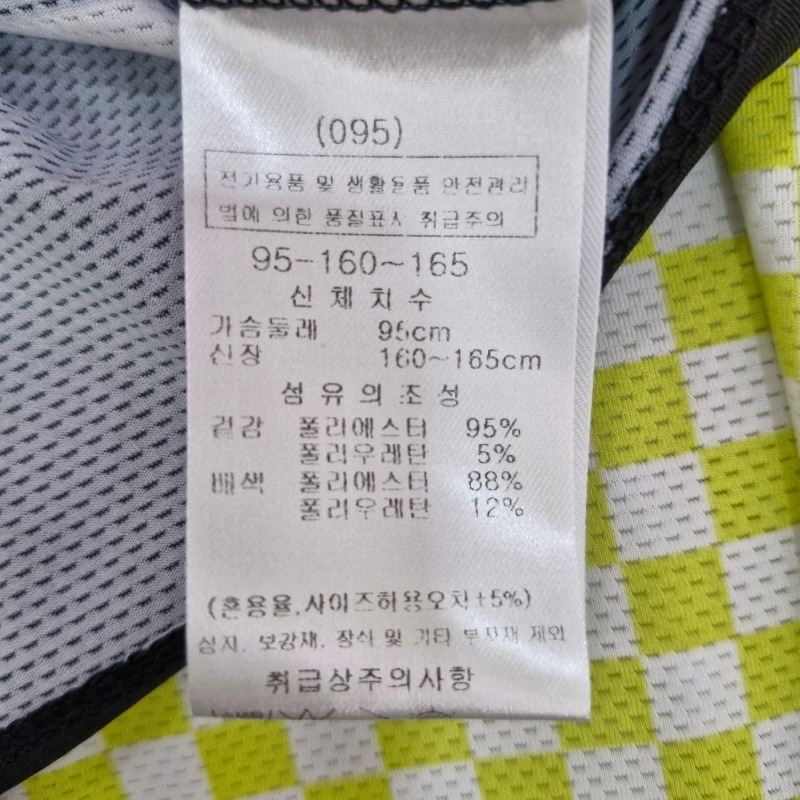 (095)
전기용품 및 생활용품 안전관리
법에 의한 품질표시 취급주의
95-160~165
신체치수
가슴둘레 95cm
신장 160~165cm
섬유의조성
겉감 폴리에스터 95%
폴리우레탄 5%
배색 폴리에스터 88%
폴리우레탄 12%
(혼용율,사이즈허용오차±5%)
심지, 보강재, 장식 및 기타 부자재 제외
취급상주의사항